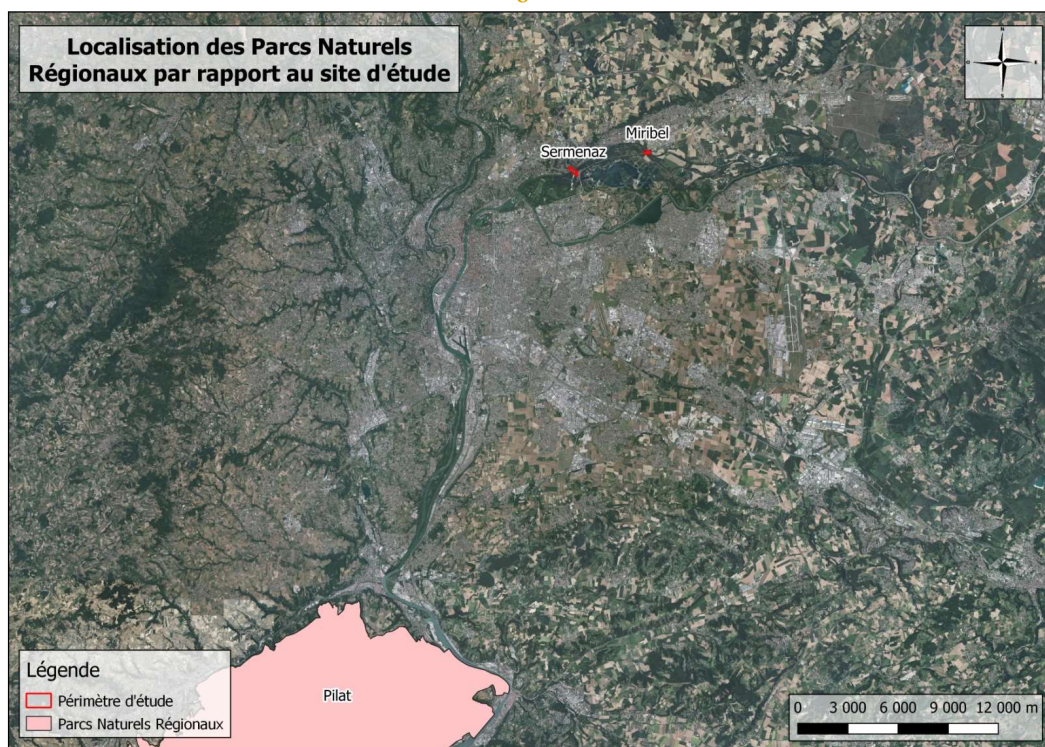 Localisation des Parcs Naturels
Régionaux par rapport au site d'étude
N
O
E
S
Miribel
Sermenaz
Pilat
Légende
Périmètre d'étude
Parcs Naturels Régionaux
0 3 000 6 000 9 000 12 000 m